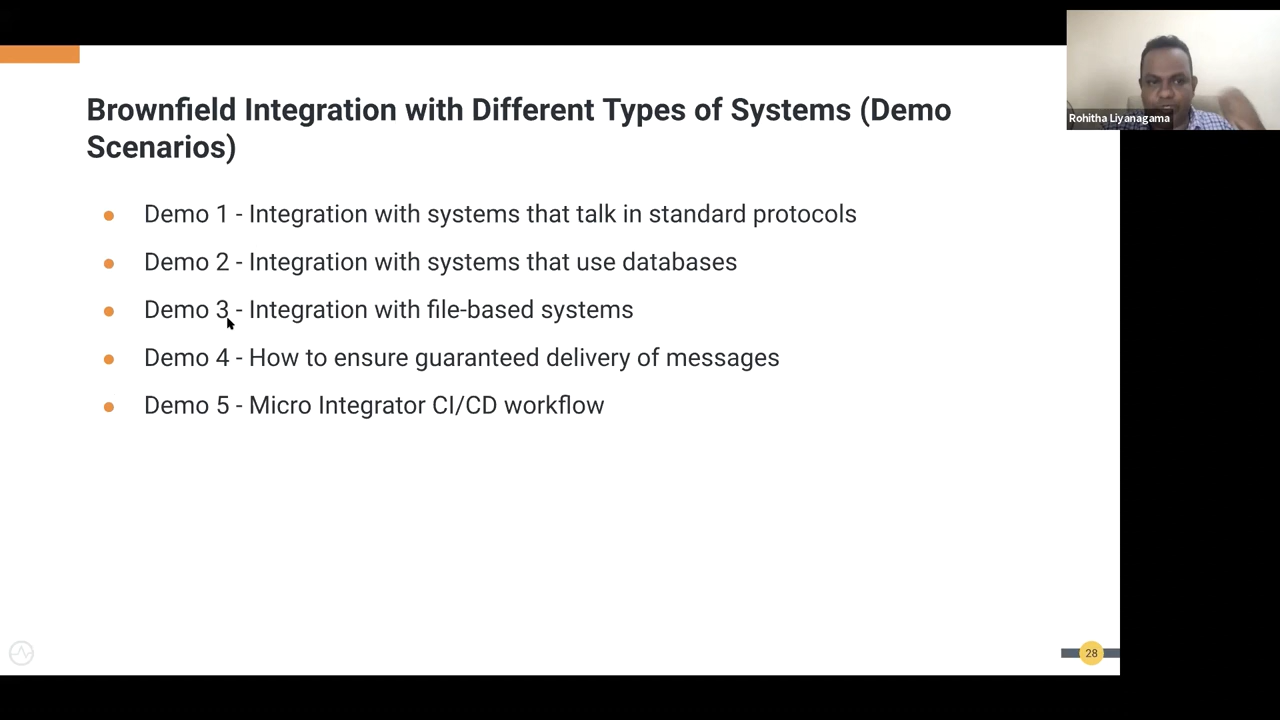 Brownfield Integration with Different Types of Systems (Demo
Scenarios)
● Demo 1 - Integration with systems that talk in standard protocols
● Demo 2 - Integration with systems that use databases
● Demo 3 - Integration with file-based systems
● Demo 4 - How to ensure guaranteed delivery of messages
● Demo 5 - Micro Integrator CI/CD workflow
Rohitha Liyanagama
28